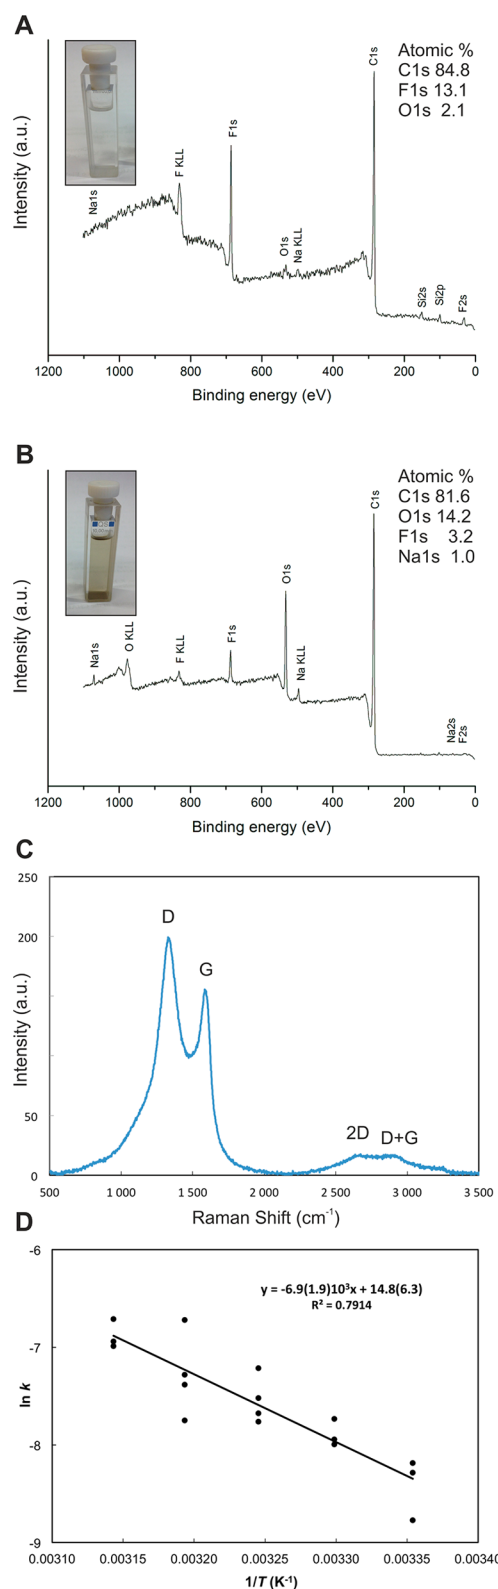 A
Atomic %
C1s 84.8
F1s 13.1
O1s 2.1
C1s
F1s
F KLL
Na1s
O1s
Na KLL
Si2s
Si2p
F2s
Intensity (a.u.)
1200 1000 800 600 400 200 0
Binding energy (eV)
B
Atomic %
C1s 81.6
O1s 14.2
F1s 3.2
Na1s 1.0
C1s
O1s
Na1s
O KLL
F KLL
F1s
Na KLL
Na2s
F2s
Intensity (a.u.)
1200 1000 800 600 400 200 0
Binding energy (eV)
C
250
200
50
0
D
G
2D
D+G
Intensity (a.u.)
500 1 000 1 500 2 000 2 500 3 000 3 500
Raman Shift (cm⁻¹)
D
-6
-7
-8
-9
y = -6.9(1.9)10³x + 14.8(6.3)
R² = 0.7914
ln k
0.00310 0.00315 0.00320 0.00325 0.00330 0.00335 0.00340
1/T (K⁻¹)